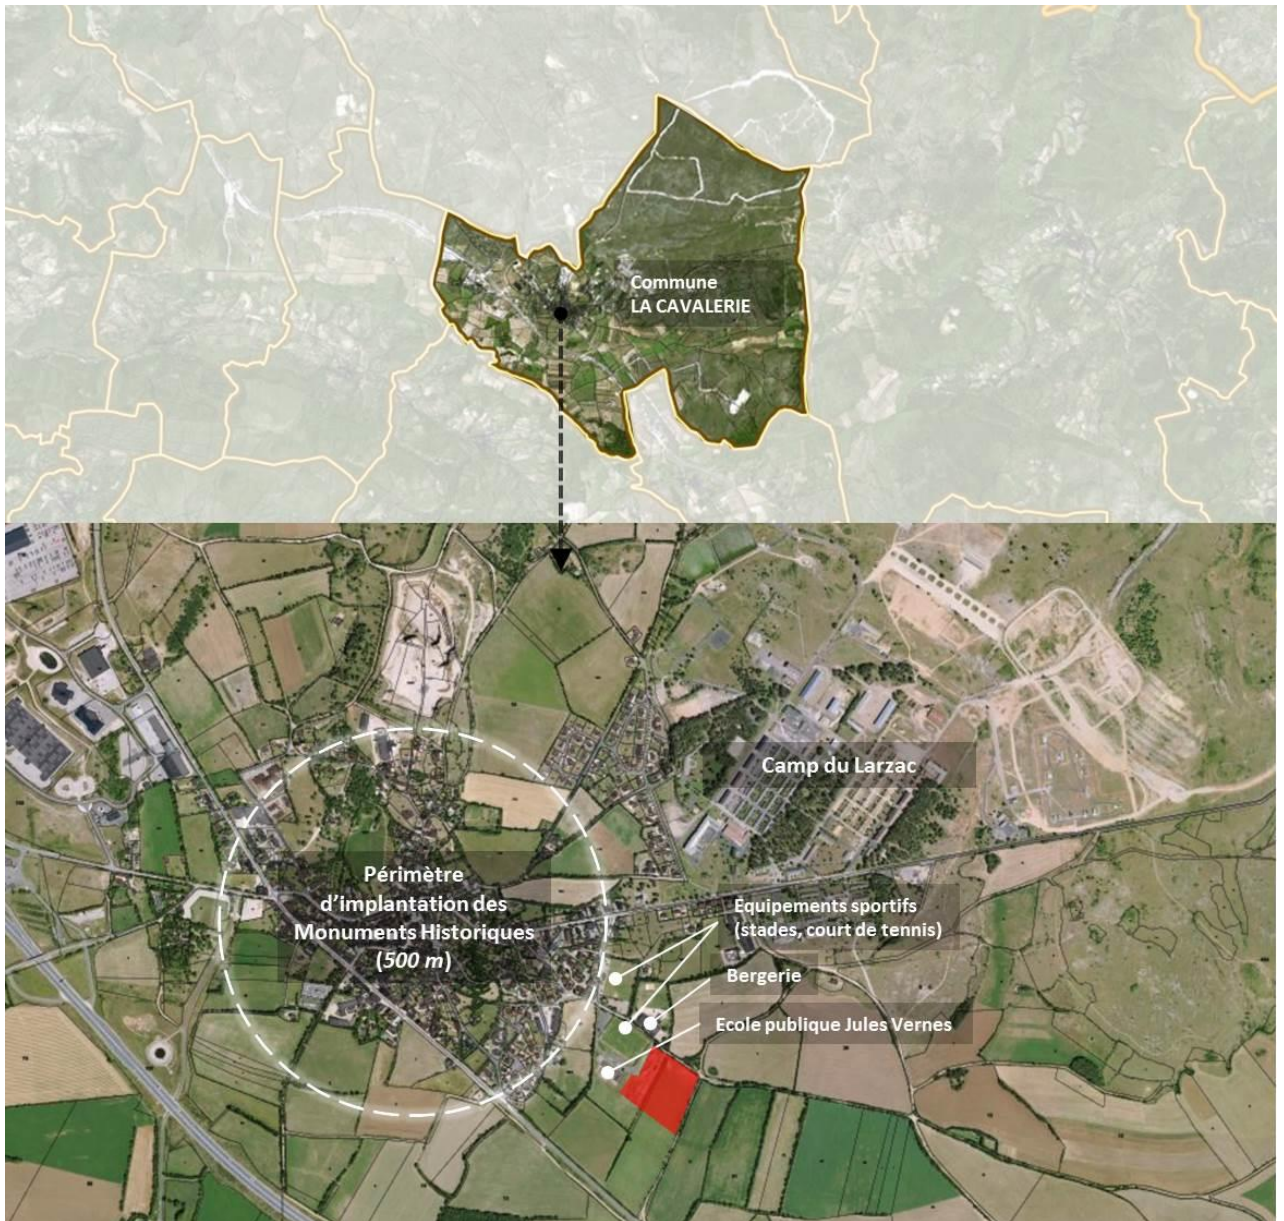 Commune
LA CAVALERIE
Camp du Larzac
Périmètre
d'implantation des
Monuments Historiques
(500 m)
Equipements sportifs
(stades, court de tennis)
Bergerie
Ecole publique Jules Vernes